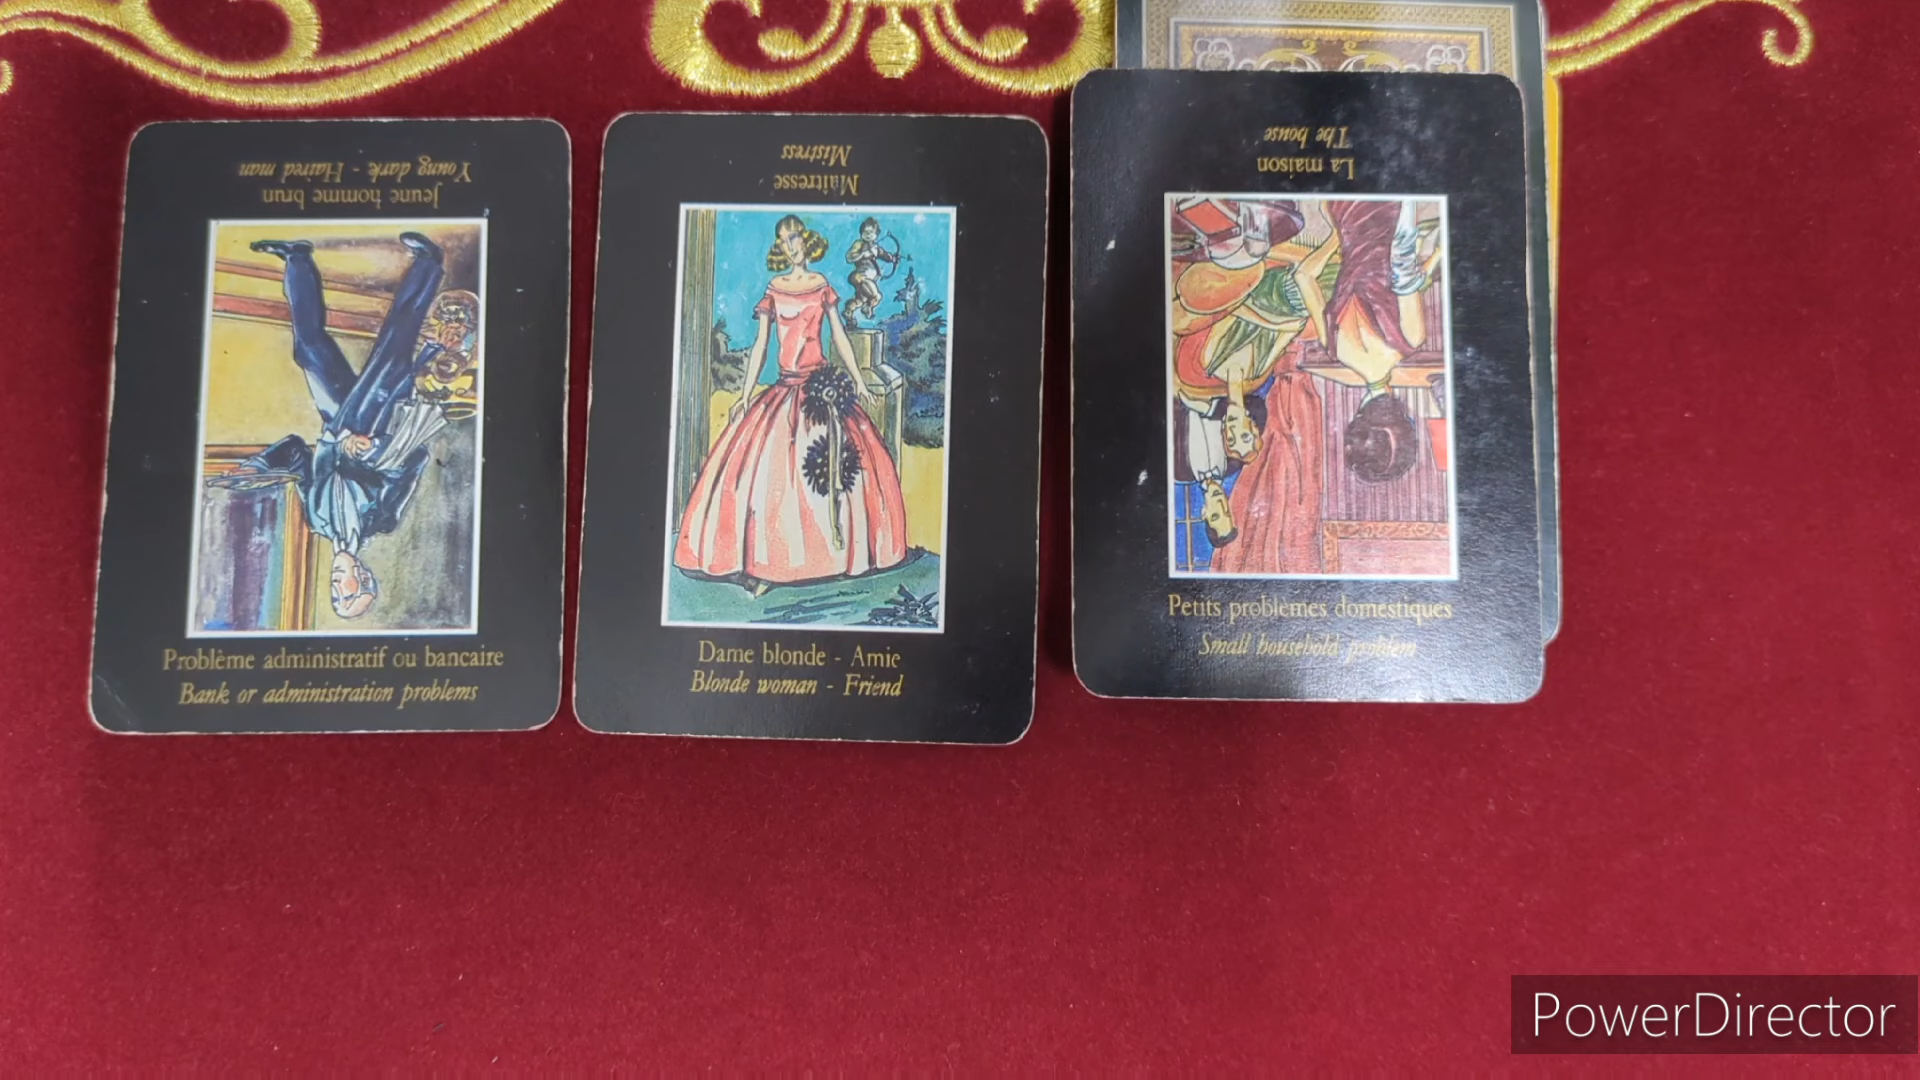 Young dark - Haired man
Jeune homme brun
Problème administratif ou bancaire
Bank or administration problems
Mistress
Maîtresse
Dame blonde - Amie
Blonde woman - Friend
The house
La maison
Petits problèmes domestiques
Small household problem
PowerDirector